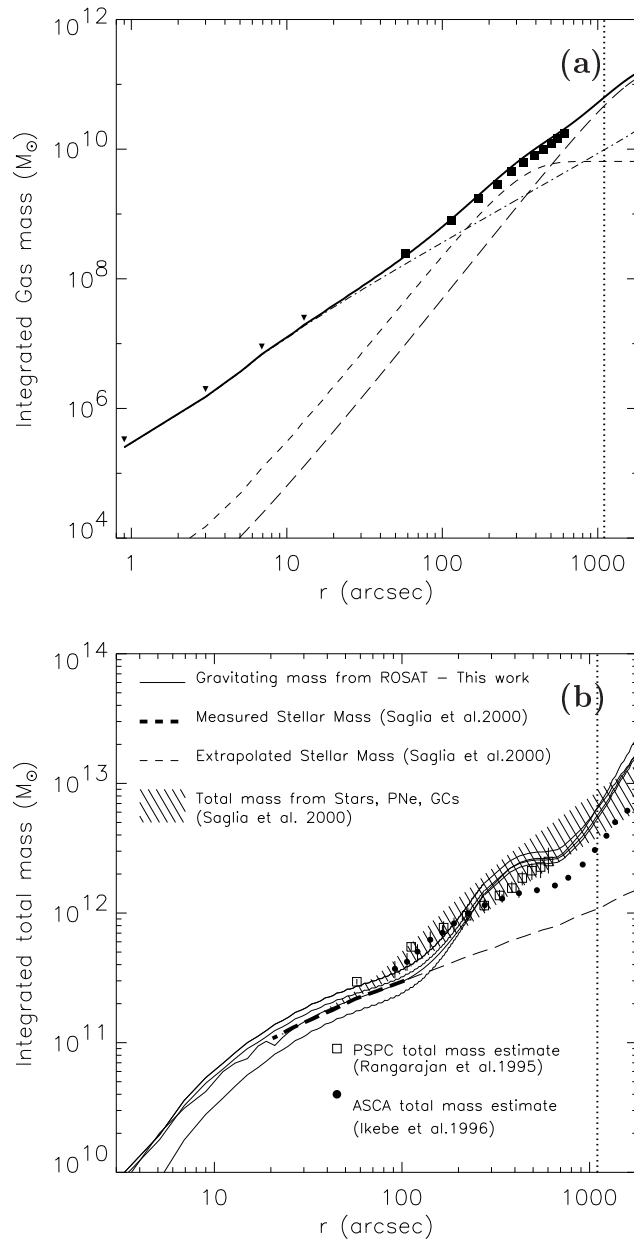 (a)
10^12
10^10
10^8
10^6
10^4
Integrated Gas mass (M⊙)
1 10 100 1000
r (arcsec)
(b)
10^14
10^13
10^12
10^11
10^10
Integrated total mass (M⊙)
Gravitating mass from ROSAT – This work
Measured Stellar Mass (Saglia et al.2000)
Extrapolated Stellar Mass (Saglia et al.2000)
Total mass from Stars, PNe, GCs
(Saglia et al. 2000)
PSPC total mass estimate
(Rangarajan et al.1995)
ASCA total mass estimate
(Ikebe et al.1996)
10 100 1000
r (arcsec)